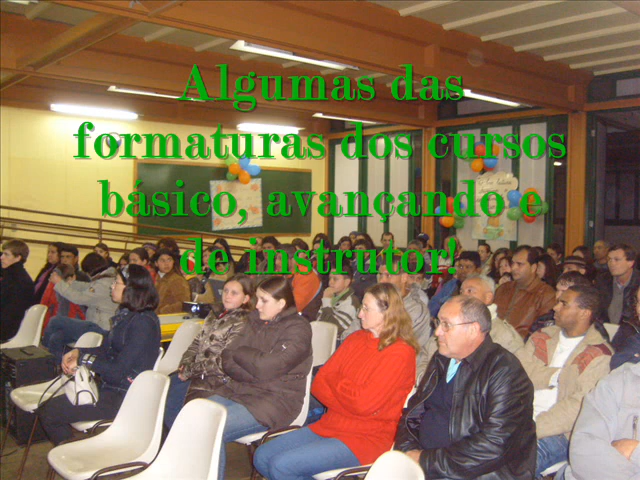 Algumas das
formaturas dos cursos
básico, avançando e
de instrutor!